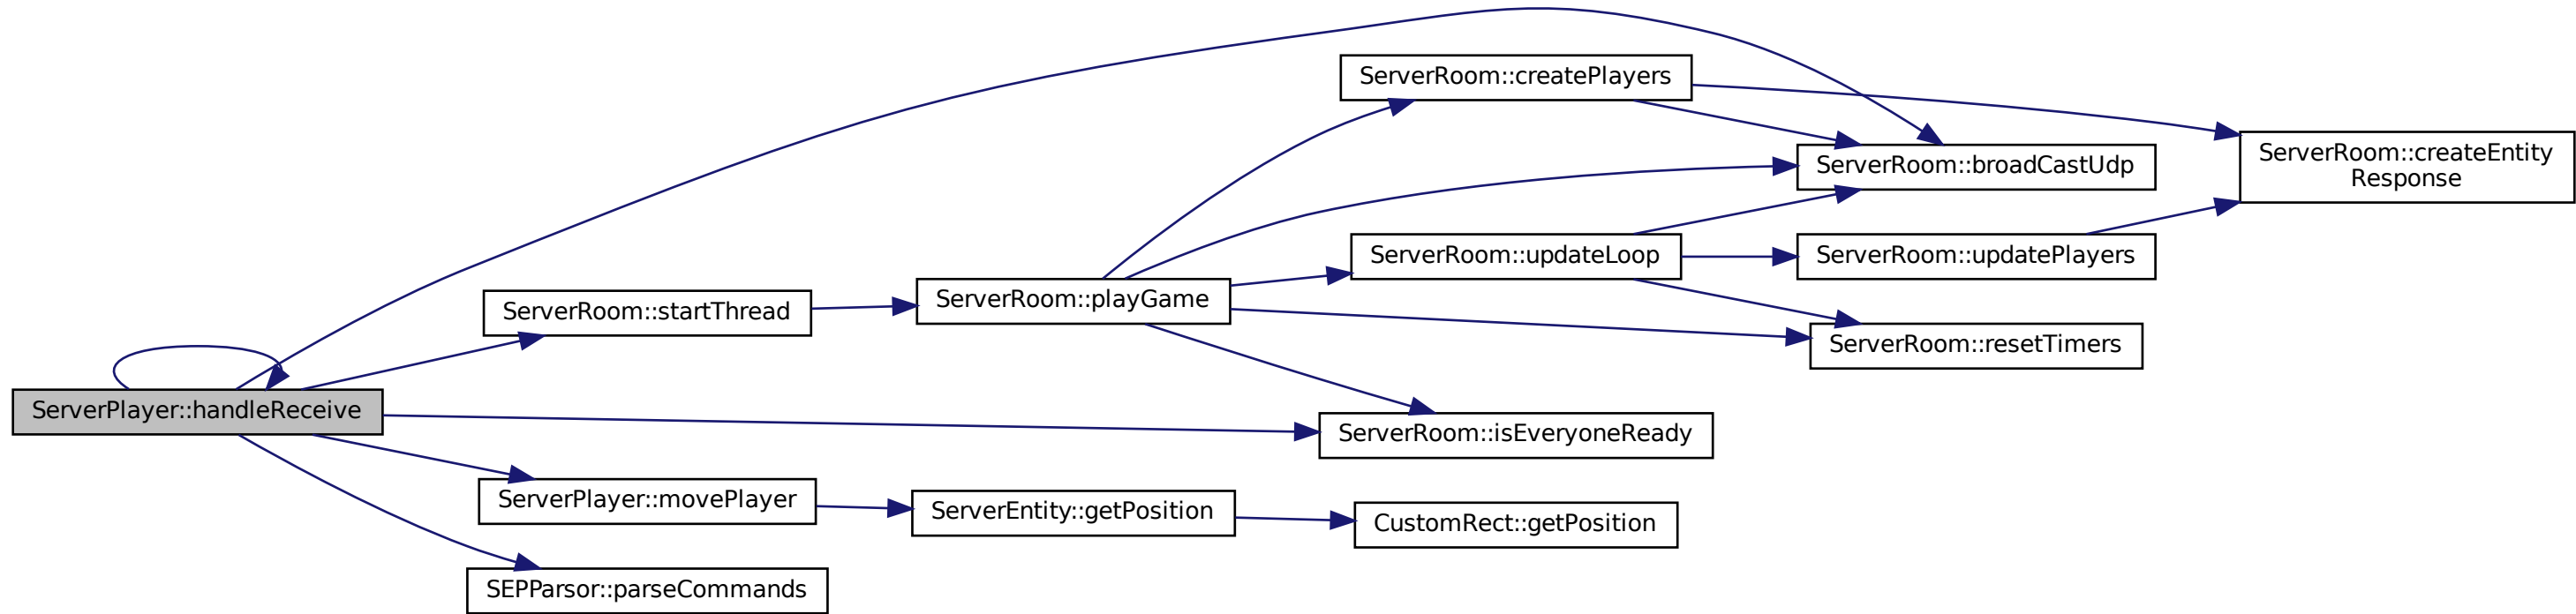 ServerRoom::createPlayers
ServerRoom::createEntity
Response
ServerRoom::broadCastUdp
ServerRoom::updateLoop
ServerRoom::updatePlayers
ServerRoom::startThread
ServerRoom::playGame
ServerRoom::resetTimers
ServerPlayer::handleReceive
ServerRoom::isEveryoneReady
ServerPlayer::movePlayer
ServerEntity::getPosition
CustomRect::getPosition
SEPParsor::parseCommands